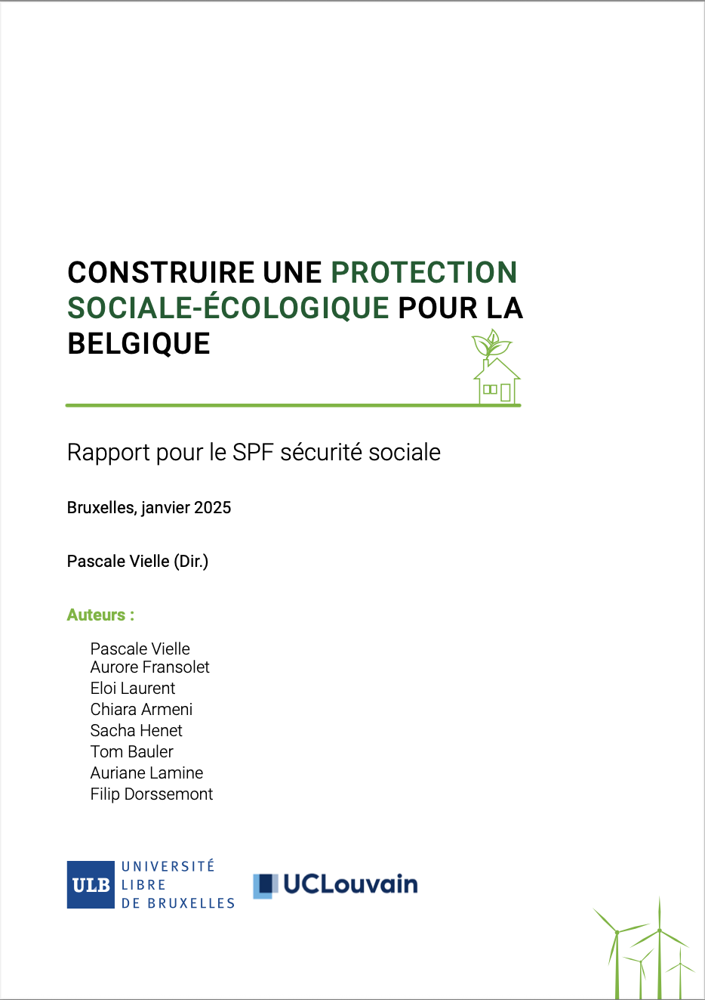 CONSTRUIRE UNE PROTECTION
SOCIALE-ÉCOLOGIQUE POUR LA
BELGIQUE
Rapport pour le SPF sécurité sociale
Bruxelles, janvier 2025
Pascale Vielle (Dir.)
Auteurs :
Pascale Vielle
Aurore Fransolet
Eloi Laurent
Chiara Armeni
Sacha Henet
Tom Bauler
Auriane Lamine
Filip Dorssemont
ULB
UNIVERSITÉ
LIBRE
DE BRUXELLES
UCLouvain